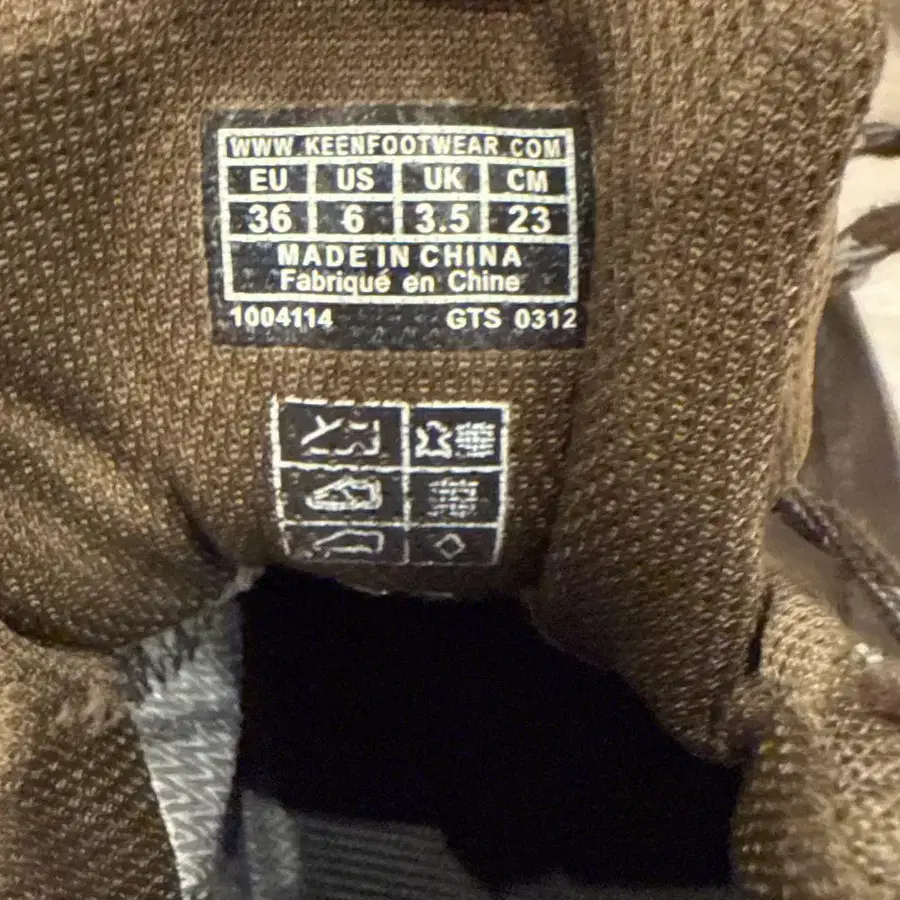 WWW.KEENFOOTWEAR.COM
EU US UK CM
36 6 3.5 23
MADE IN CHINA
Fabriqué en Chine
1004114 GTS 0312